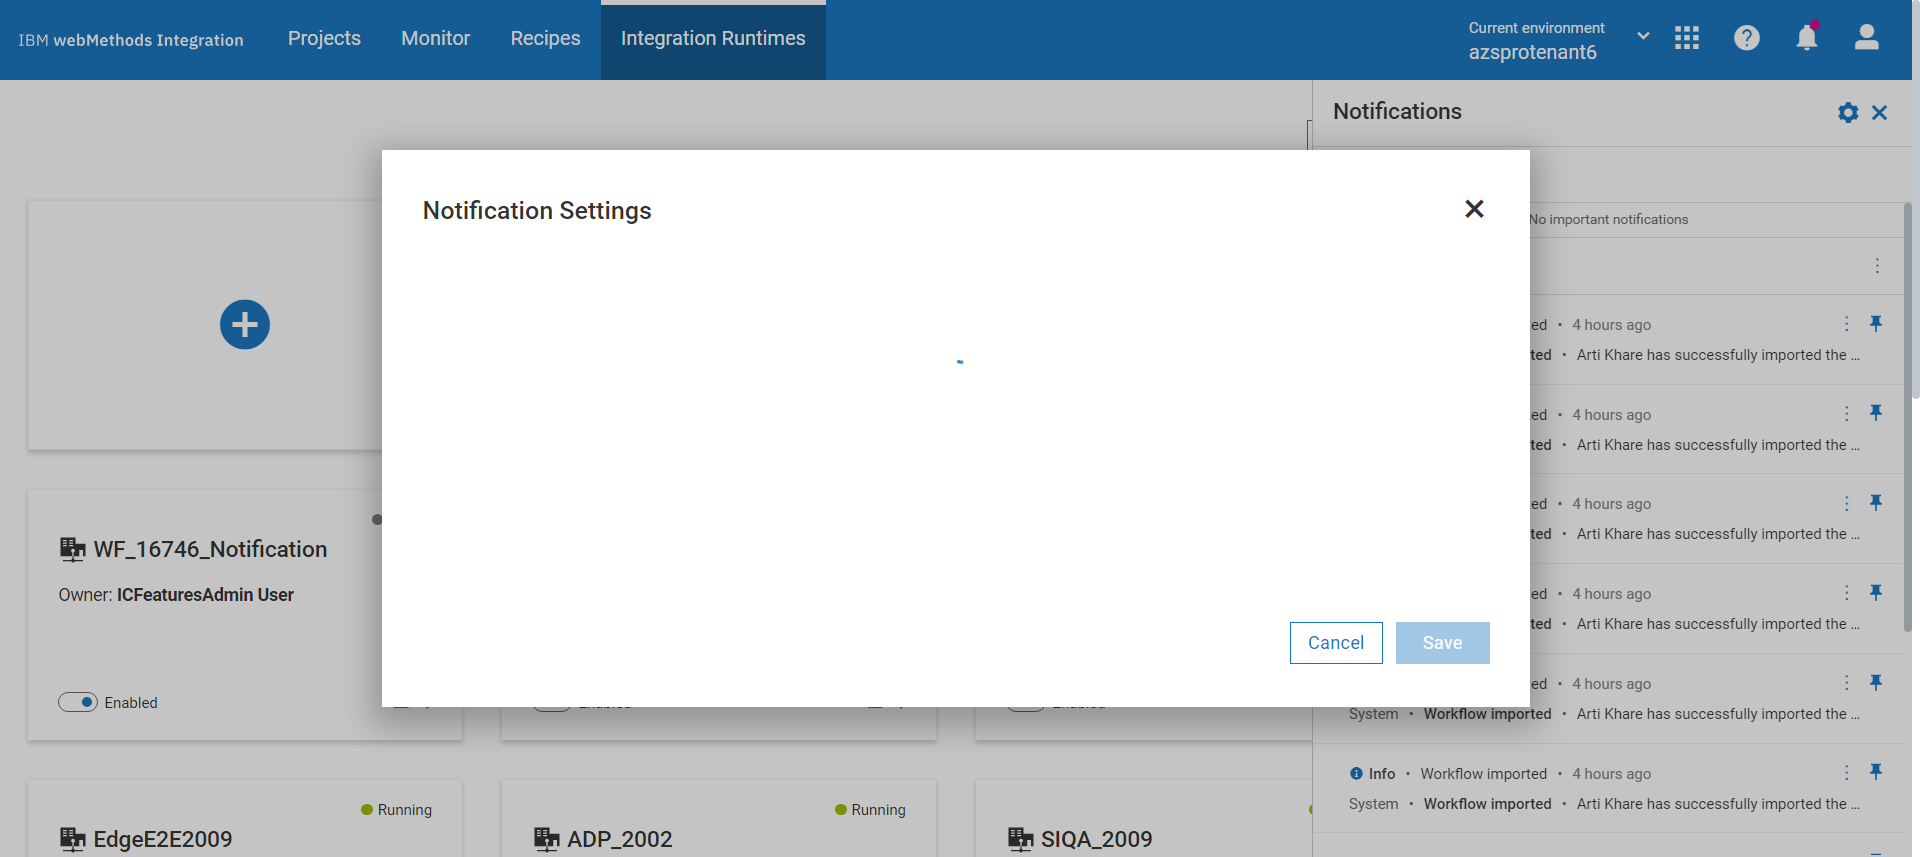 IBM webMethods Integration
Projects
Monitor
Recipes
Integration Runtimes
Current environment
azsprotenant6
Notifications
Notification Settings
No important notifications
ed • 4 hours ago
ted • Arti Khare has successfully imported the ...
ed • 4 hours ago
ted • Arti Khare has successfully imported the ...
ed • 4 hours ago
ted • Arti Khare has successfully imported the ...
ed • 4 hours ago
ted • Arti Khare has successfully imported the ...
ed • 4 hours ago
System • Workflow imported • Arti Khare has successfully imported the ...
Info • Workflow imported • 4 hours ago
System • Workflow imported • Arti Khare has successfully imported the ...
Cancel
Save
WF_16746_Notification
Owner: ICFeaturesAdmin User
Enabled
Running
EdgeE2E2009
Running
ADP_2002
SIQA_2009